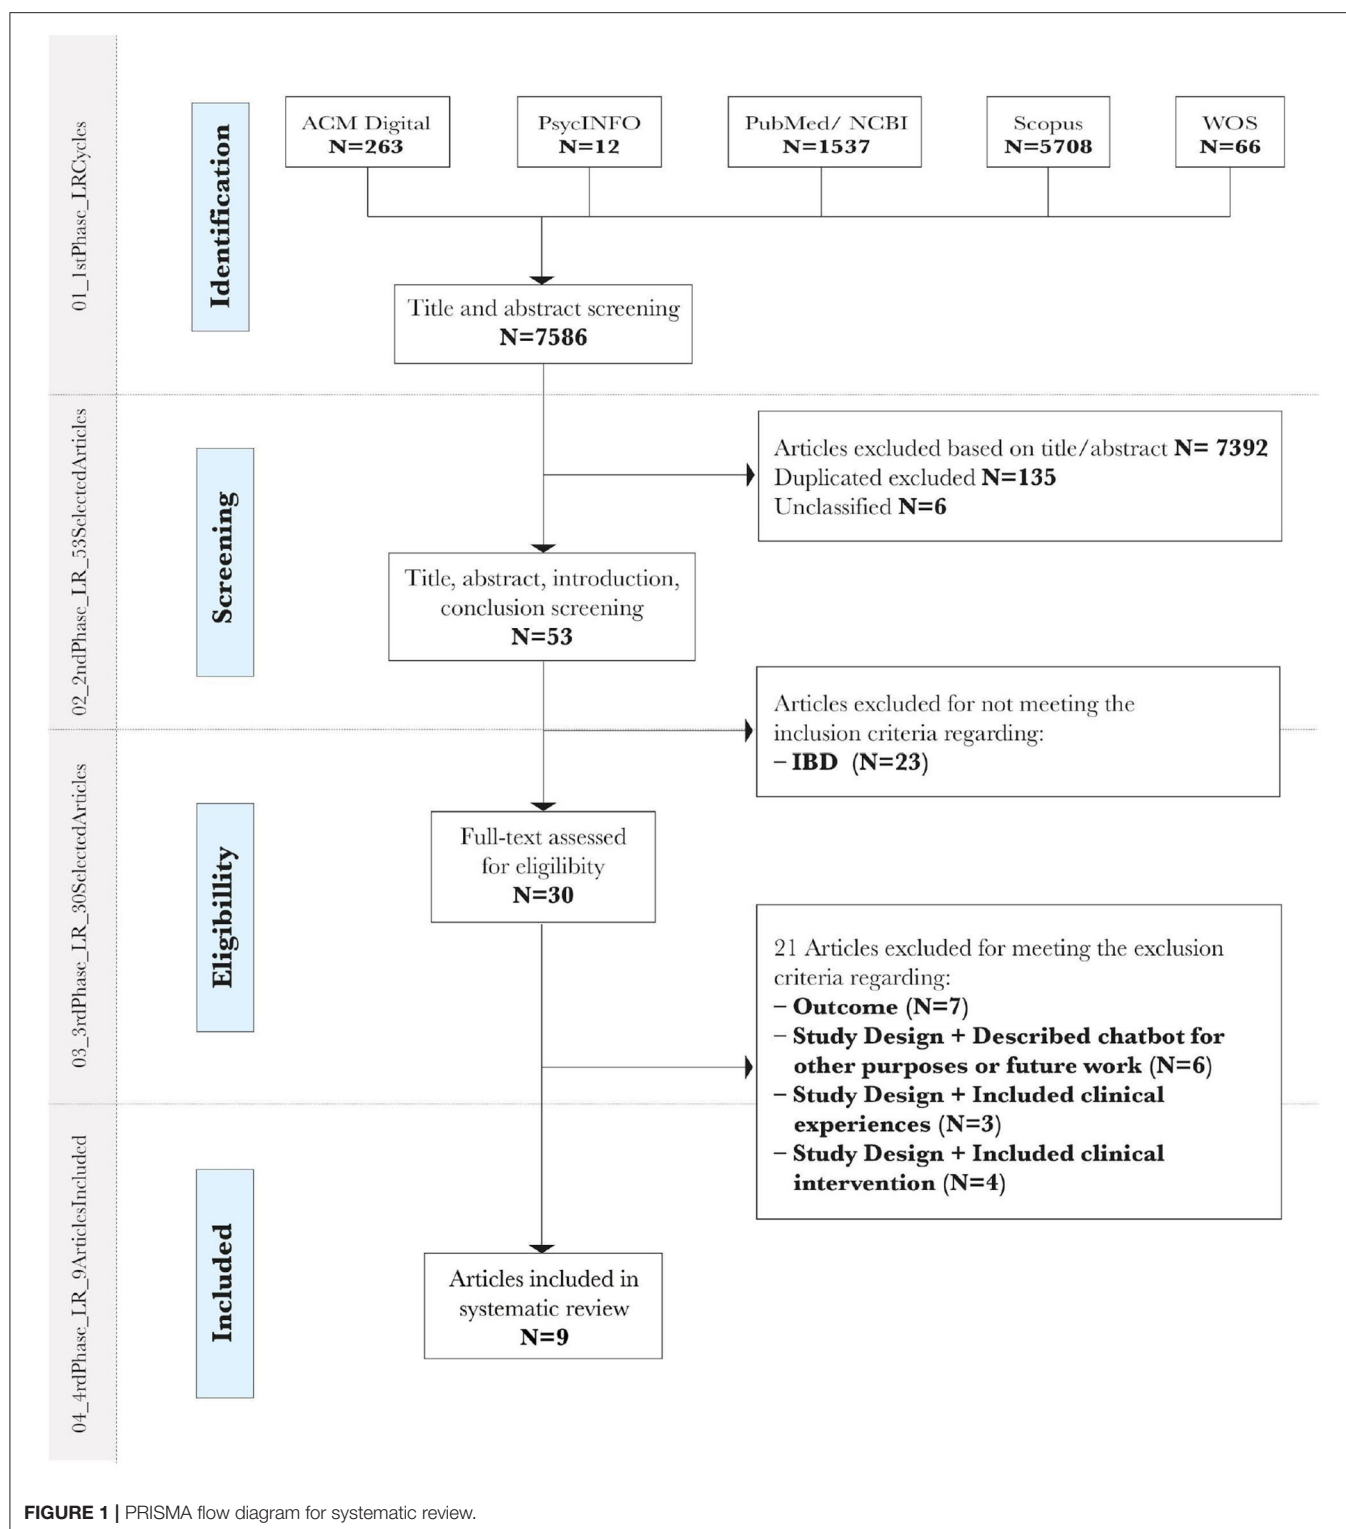 01_1stPhase_LRCycles
Identification
ACM Digital
N=263
PsycINFO
N=12
PubMed/ NCBI
N=1537
Scopus
N=5708
WOS
N=66
Title and abstract screening
N=7586
02_2ndPhase_LR_53SelectedArticles
Screening
Articles excluded based on title/abstract N= 7392
Duplicated excluded N=135
Unclassified N=6
Title, abstract, introduction,
conclusion screening
N=53
Articles excluded for not meeting the
inclusion criteria regarding:
– IBD (N=23)
03_3rdPhase_LR_30SelectedArticles
Eligibillity
Full-text assessed
for eligilibity
N=30
21 Articles excluded for meeting the exclusion
criteria regarding:
– Outcome (N=7)
– Study Design + Described chatbot for
other purposes or future work (N=6)
– Study Design + Included clinical
experiences (N=3)
– Study Design + Included clinical
intervention (N=4)
04_4rdPhase_LR_9ArticlesIncluded
Included
Articles included in
systematic review
N=9
FIGURE 1 | PRISMA flow diagram for systematic review.